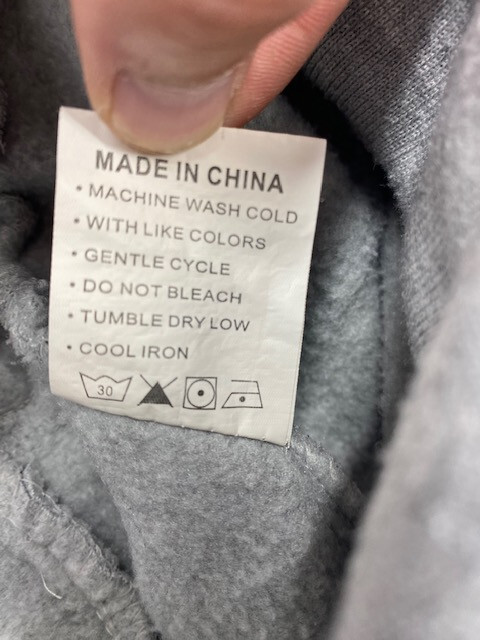 MADE IN CHINA
• MACHINE WASH COLD
• WITH LIKE COLORS
• GENTLE CYCLE
• DO NOT BLEACH
• TUMBLE DRY LOW
• COOL IRON
30